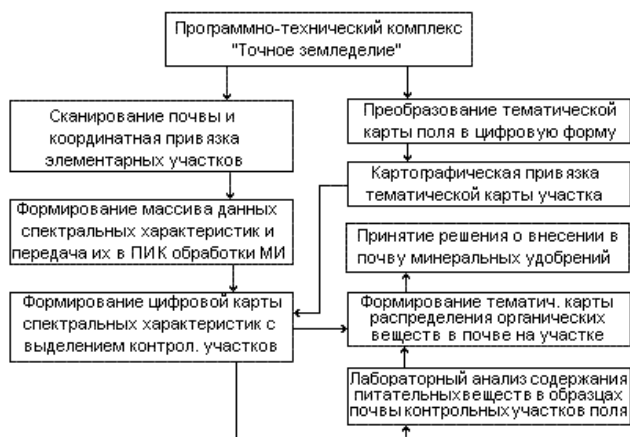 Программно-технический комплекс
"Точное земледелие"
Сканирование почвы и
координатная привязка
элементарных участков
Преобразование тематической
карты поля в цифровую форму
Картографическая привязка
тематической карты участка
Формирование массива данных
спектральных характеристик и
передача их в ПИК обработки МИ
Принятие решения о внесении в
почву минеральных удобрений
Формирование цифровой карты
спектральных характеристик с
выделением контрол. участков
Формирование тематич. карты
распределения органических
веществ в почве на участке
Лабораторный анализ содержания
питательных веществ в образцах
почвы контрольных участков поля